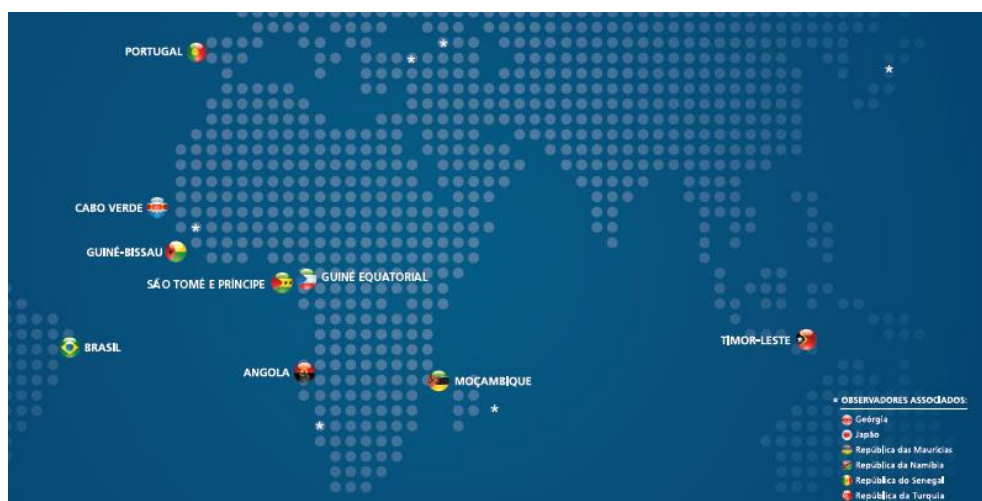 PORTUGAL
CABO VERDE
GUINÉ-BISSAU
SÃO TOMÉ E PRÍNCIPE
GUINÉ EQUATORIAL
BRASIL
TIMOR-LESTE
ANGOLA
MOÇAMBIQUE
* OBSERVADORES ASSOCIADOS:
Geórgia
Japão
República das Maurícias
República da Namíbia
República do Senegal
República da Turquia